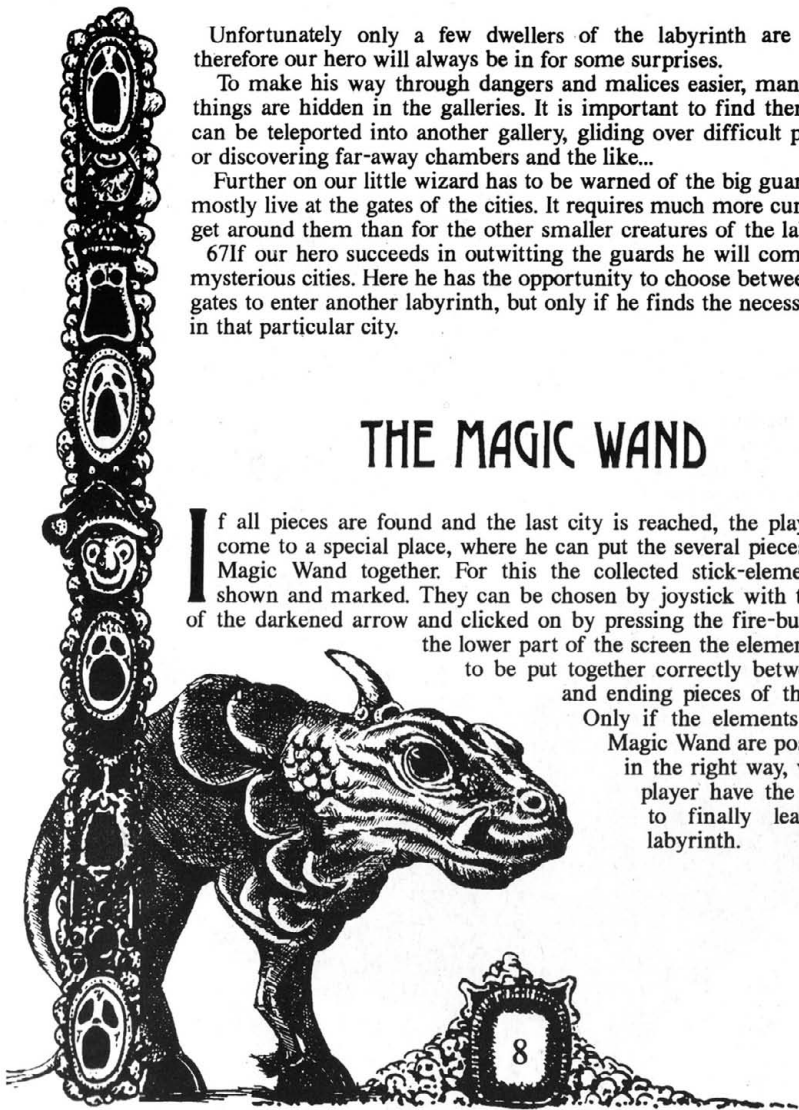 Unfortunately only a few dwellers of the labyrinth are
therefore our hero will always be in for some surprises.
To make his way through dangers and malices easier, man
things are hidden in the galleries. It is important to find ther
can be teleported into another gallery, gliding over difficult p
or discovering far-away chambers and the like...
Further on our little wizard has to be warned of the big guar
mostly live at the gates of the cities. It requires much more cun
get around them than for the other smaller creatures of the la
67If our hero succeeds in outwitting the guards he will com
mysterious cities. Here he has the opportunity to choose betwee
gates to enter another labyrinth, but only if he finds the necess
in that particular city.
THE MAGIC WAND
If all pieces are found and the last city is reached, the play
come to a special place, where he can put the several piece
Magic Wand together. For this the collected stick-eleme
shown and marked. They can be chosen by joystick with t
of the darkened arrow and clicked on by pressing the fire-bu
the lower part of the screen the elemen
to be put together correctly betw
and ending pieces of th
Only if the elements
Magic Wand are po
in the right way,
player have the
to finally lea
labyrinth.
8